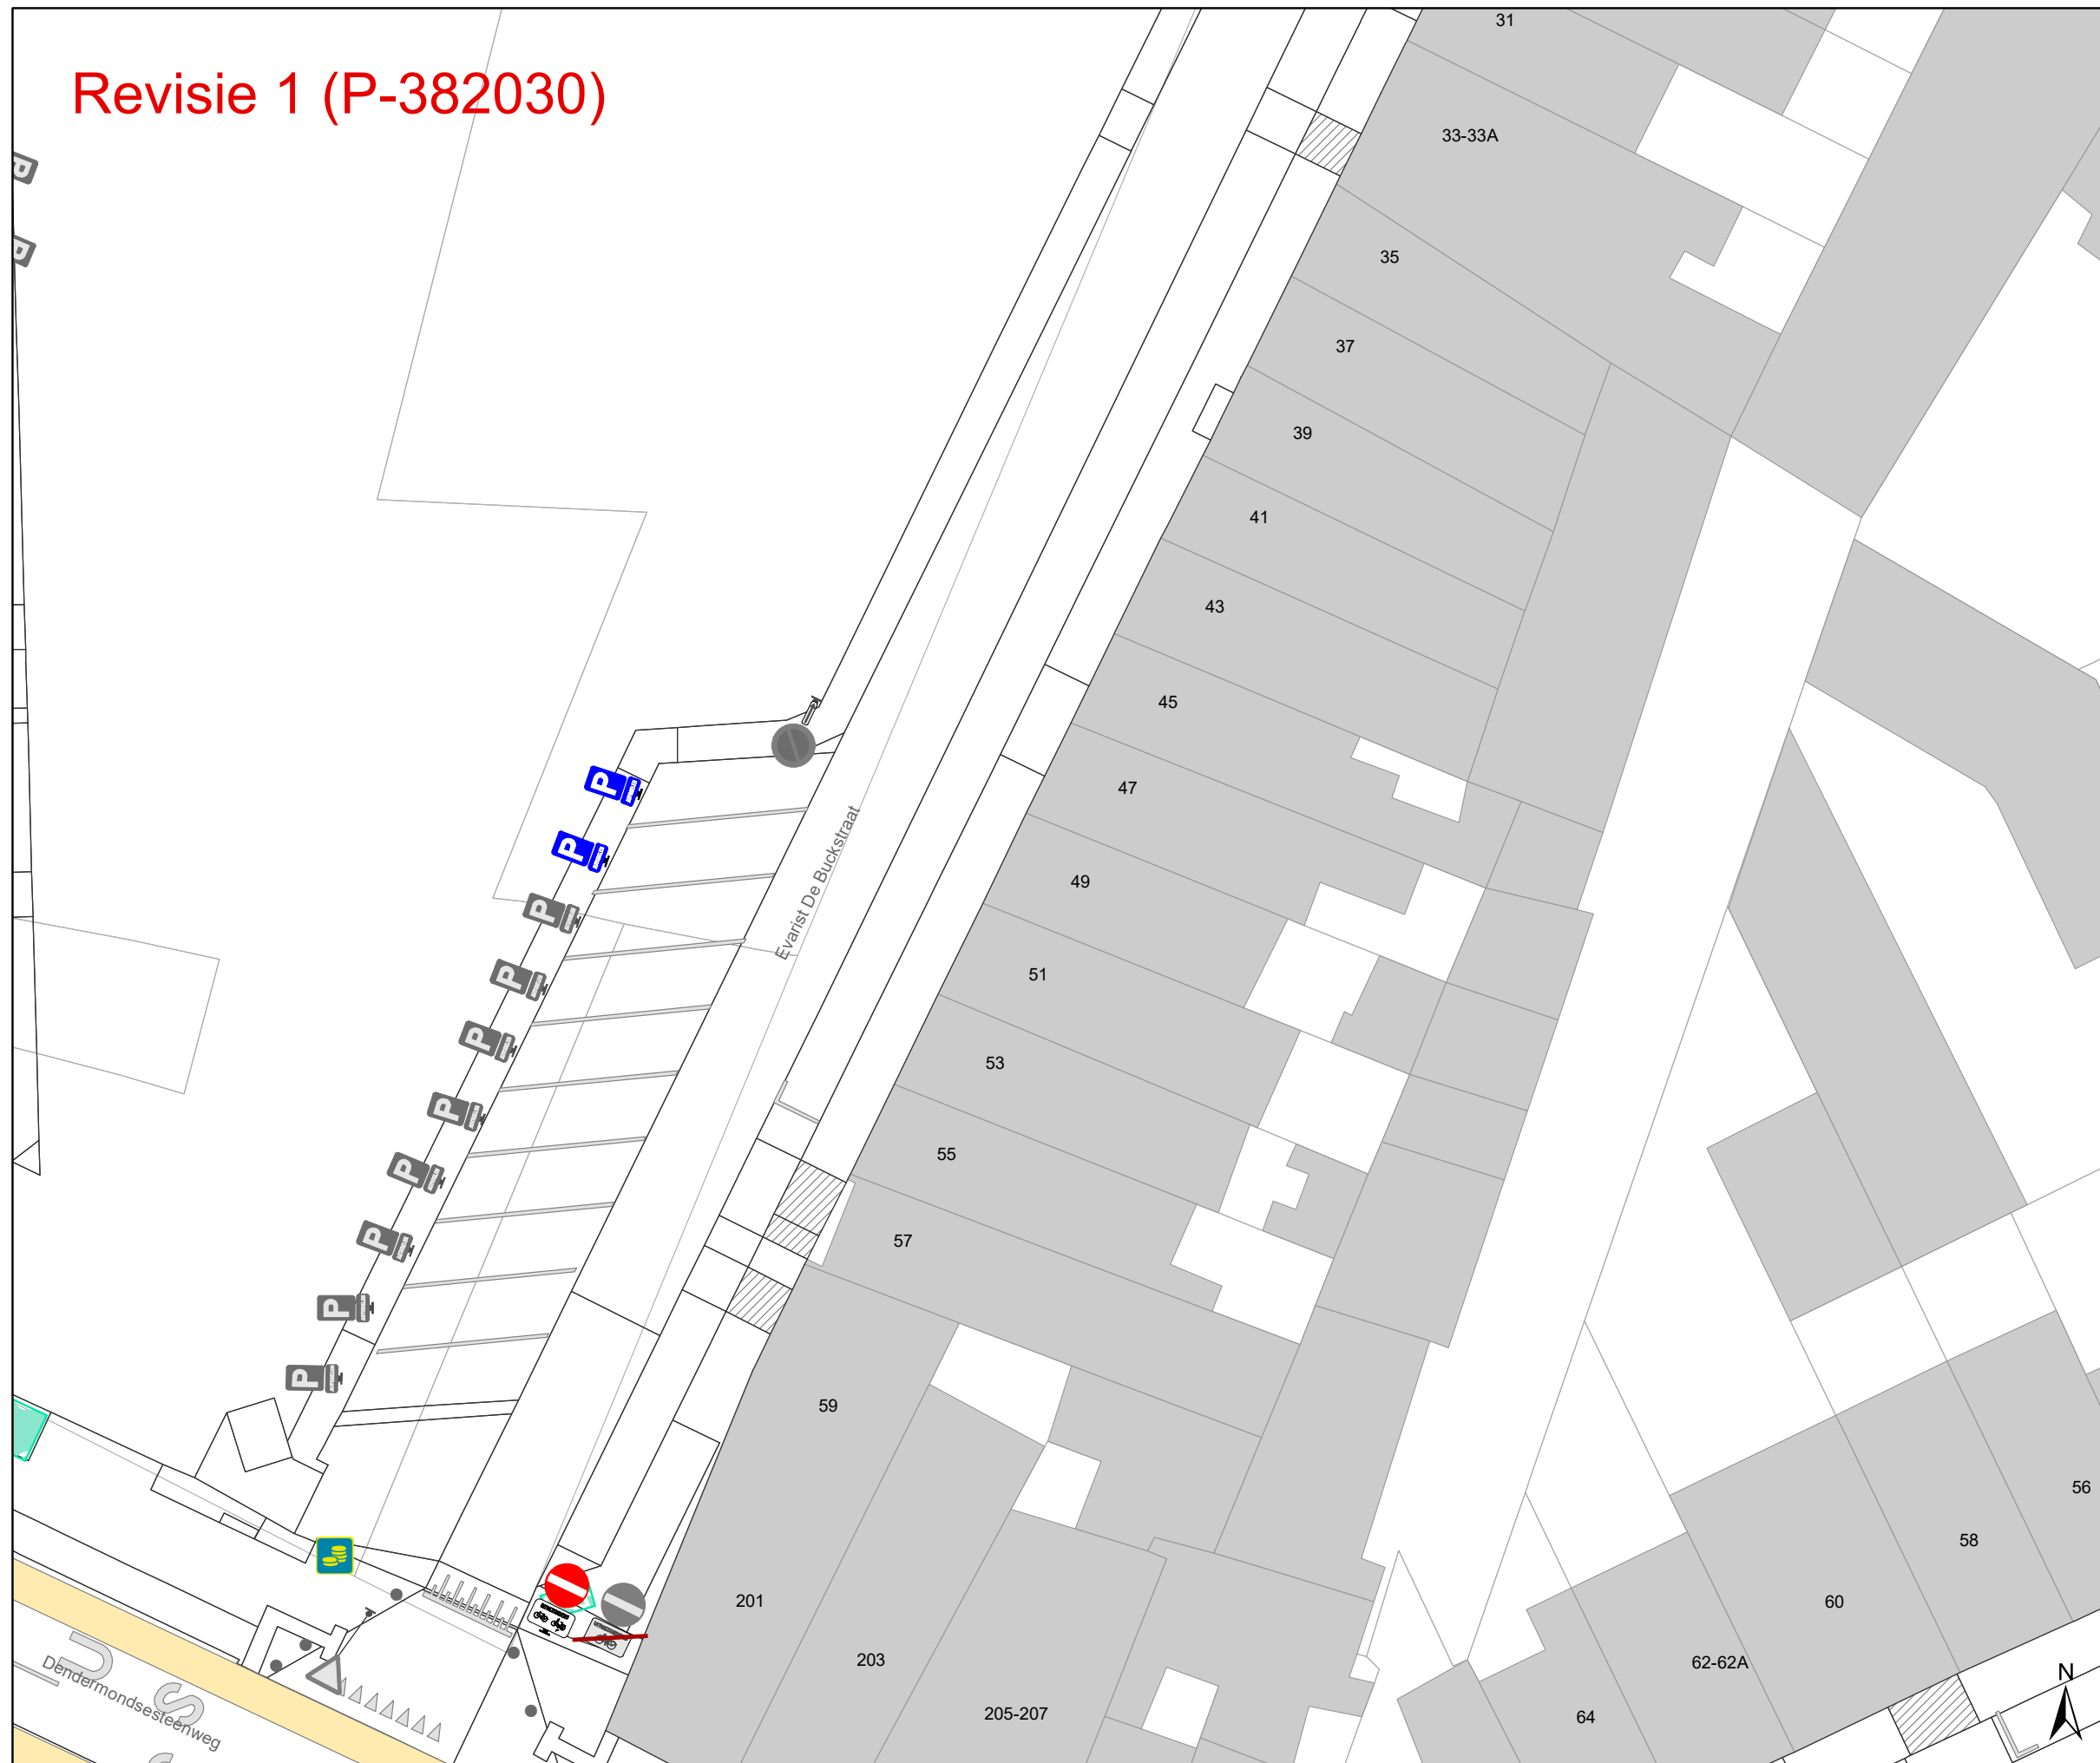 Revisie 1 (P-382030)
31
33-33A
P
P
35
37
39
41
43
45
47
P
P
P
P
P
P
P
P
P
P
Evarist De Buckstraat
49
51
53
55
57
59
56
58
60
201
62-62A
203
64
205-207
N
U
S
Dendermondsesteenweg